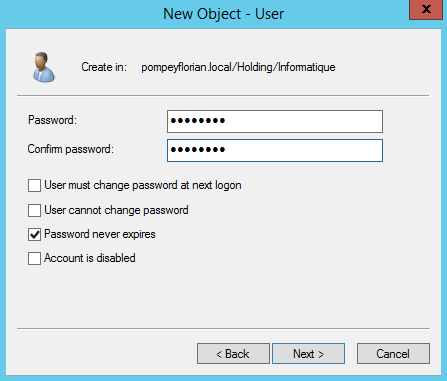 New Object - User
x
Create in: pompeyflorian.local/Holding/Informatique
Password: ••••••••
Confirm password: ••••••••
User must change password at next logon
User cannot change password
Password never expires
Account is disabled
< Back Next > Cancel